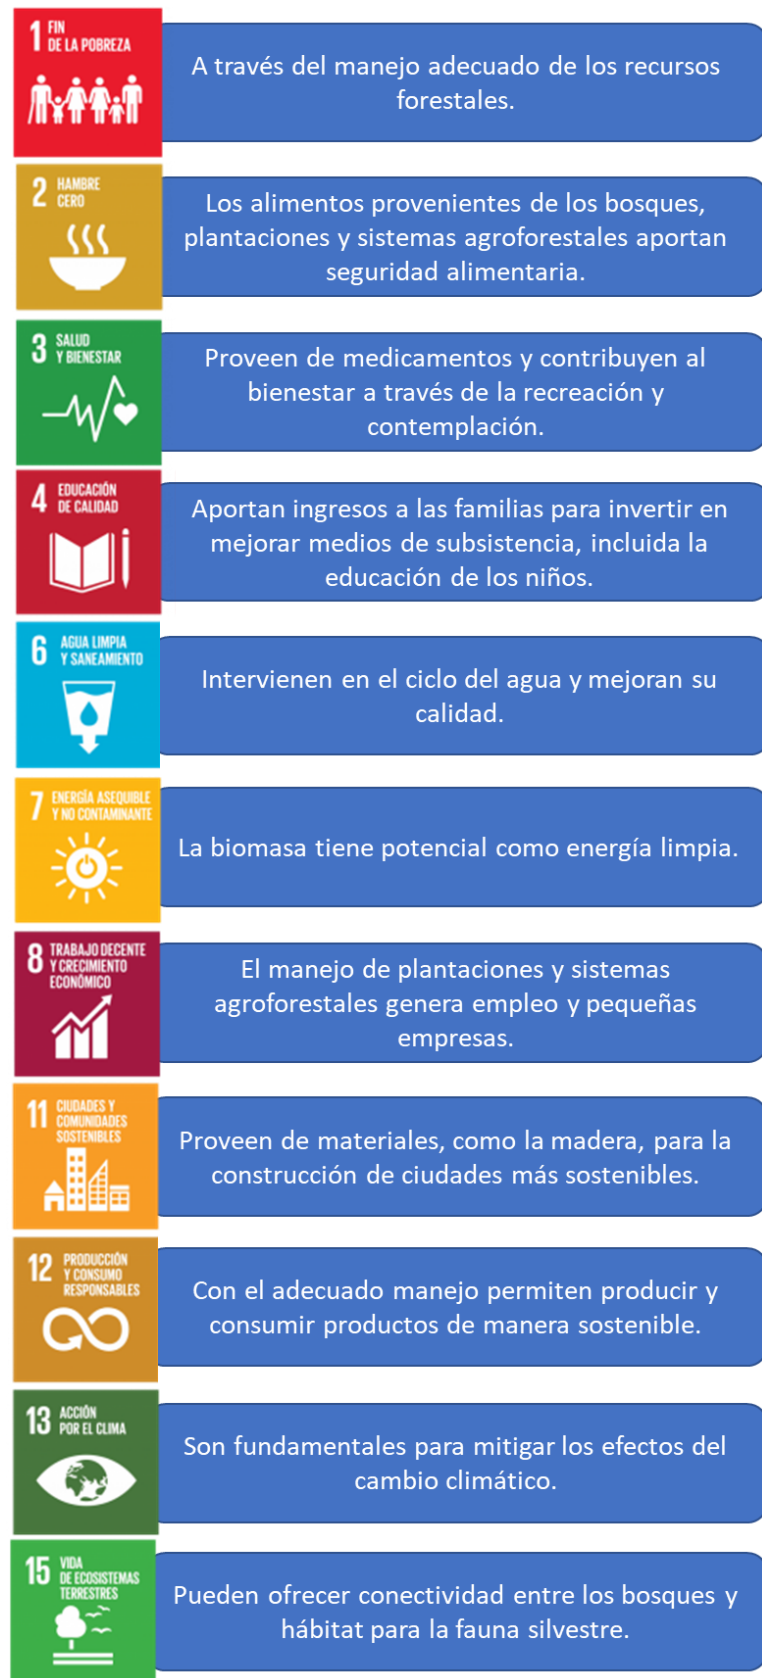 1 FIN
DE LA POBREZA
A través del manejo adecuado de los recursos
forestales.
2 HAMBRE
CERO
Los alimentos provenientes de los bosques,
plantaciones y sistemas agroforestales aportan
seguridad alimentaria.
3 SALUD
Y BIENESTAR
Proveen de medicamentos y contribuyen al
bienestar a través de la recreación y
contemplación.
4 EDUCACIÓN
DE CALIDAD
Aportan ingresos a las familias para invertir en
mejorar medios de subsistencia, incluida la
educación de los niños.
6 AGUA LIMPIA
Y SANEAMIENTO
Intervienen en el ciclo del agua y mejoran su
calidad.
7 ENERGÍA ASEQUIBLE
Y NO CONTAMINANTE
La biomasa tiene potencial como energía limpia.
8 TRABAJO DECENTE
Y CRECIMIENTO
ECONÓMICO
El manejo de plantaciones y sistemas
agroforestales genera empleo y pequeñas
empresas.
11 CIUDADES Y
COMUNIDADES
SOSTENIBLES
Proveen de materiales, como la madera, para la
construcción de ciudades más sostenibles.
12 PRODUCCIÓN
Y CONSUMO
RESPONSABLES
Con el adecuado manejo permiten producir y
consumir productos de manera sostenible.
13 ACCIÓN
POR EL CLIMA
Son fundamentales para mitigar los efectos del
cambio climático.
15 VIDA
DE ECOSISTEMAS
TERRESTRES
Pueden ofrecer conectividad entre los bosques y
hábitat para la fauna silvestre.